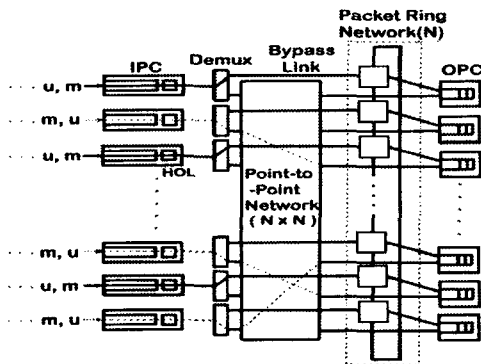 Packet Ring
Network(N)
IPC
Demux
Bypass
Link
OPC
u, m
m, u
u, m
HOL
Point-to
-Point
Network
( N x N )
m, u
u, m
m, u